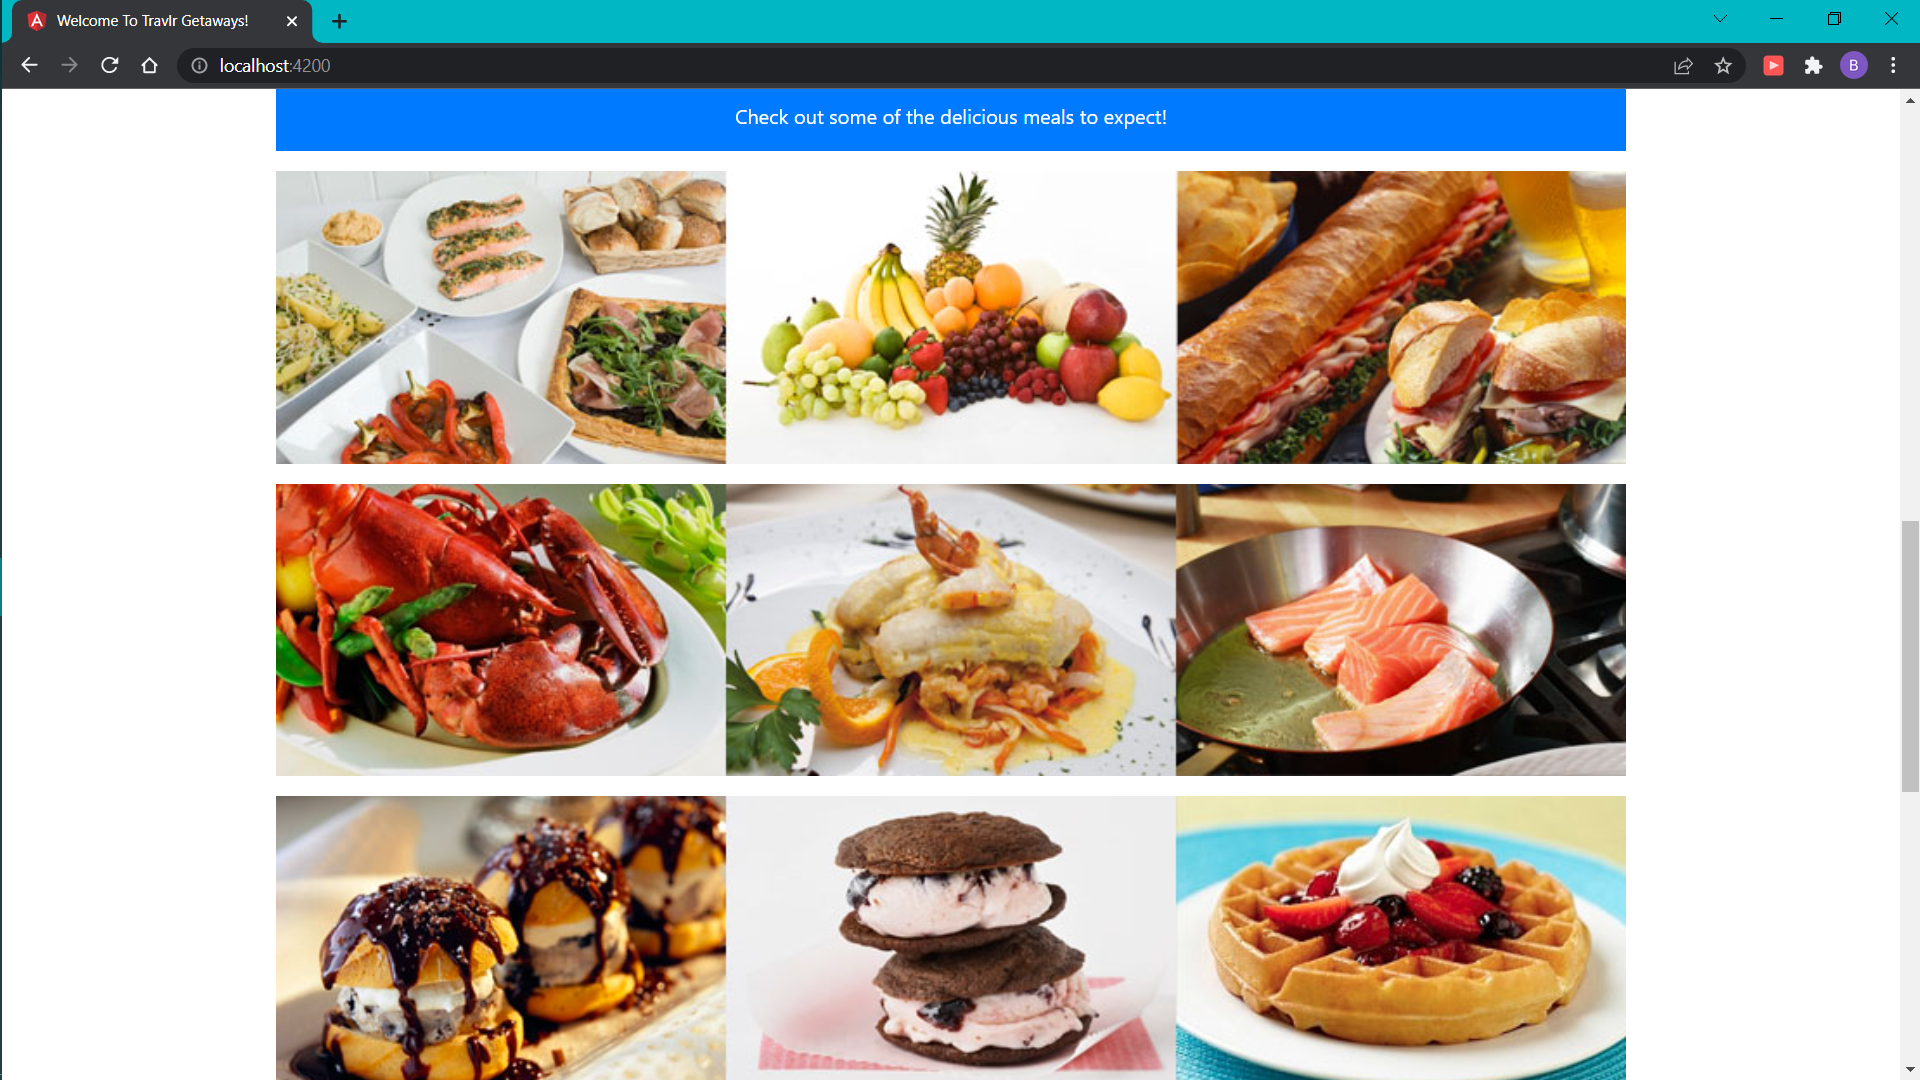 Welcome To Travlr Getaways!
localhost:4200
B
Check out some of the delicious meals to expect!